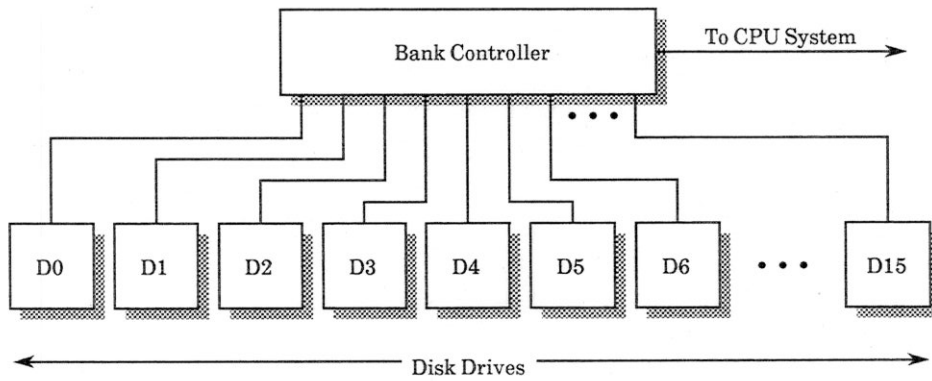 Bank Controller
To CPU System
• • •
D0
D1
D2
D3
D4
D5
D6
• • •
D15
Disk Drives